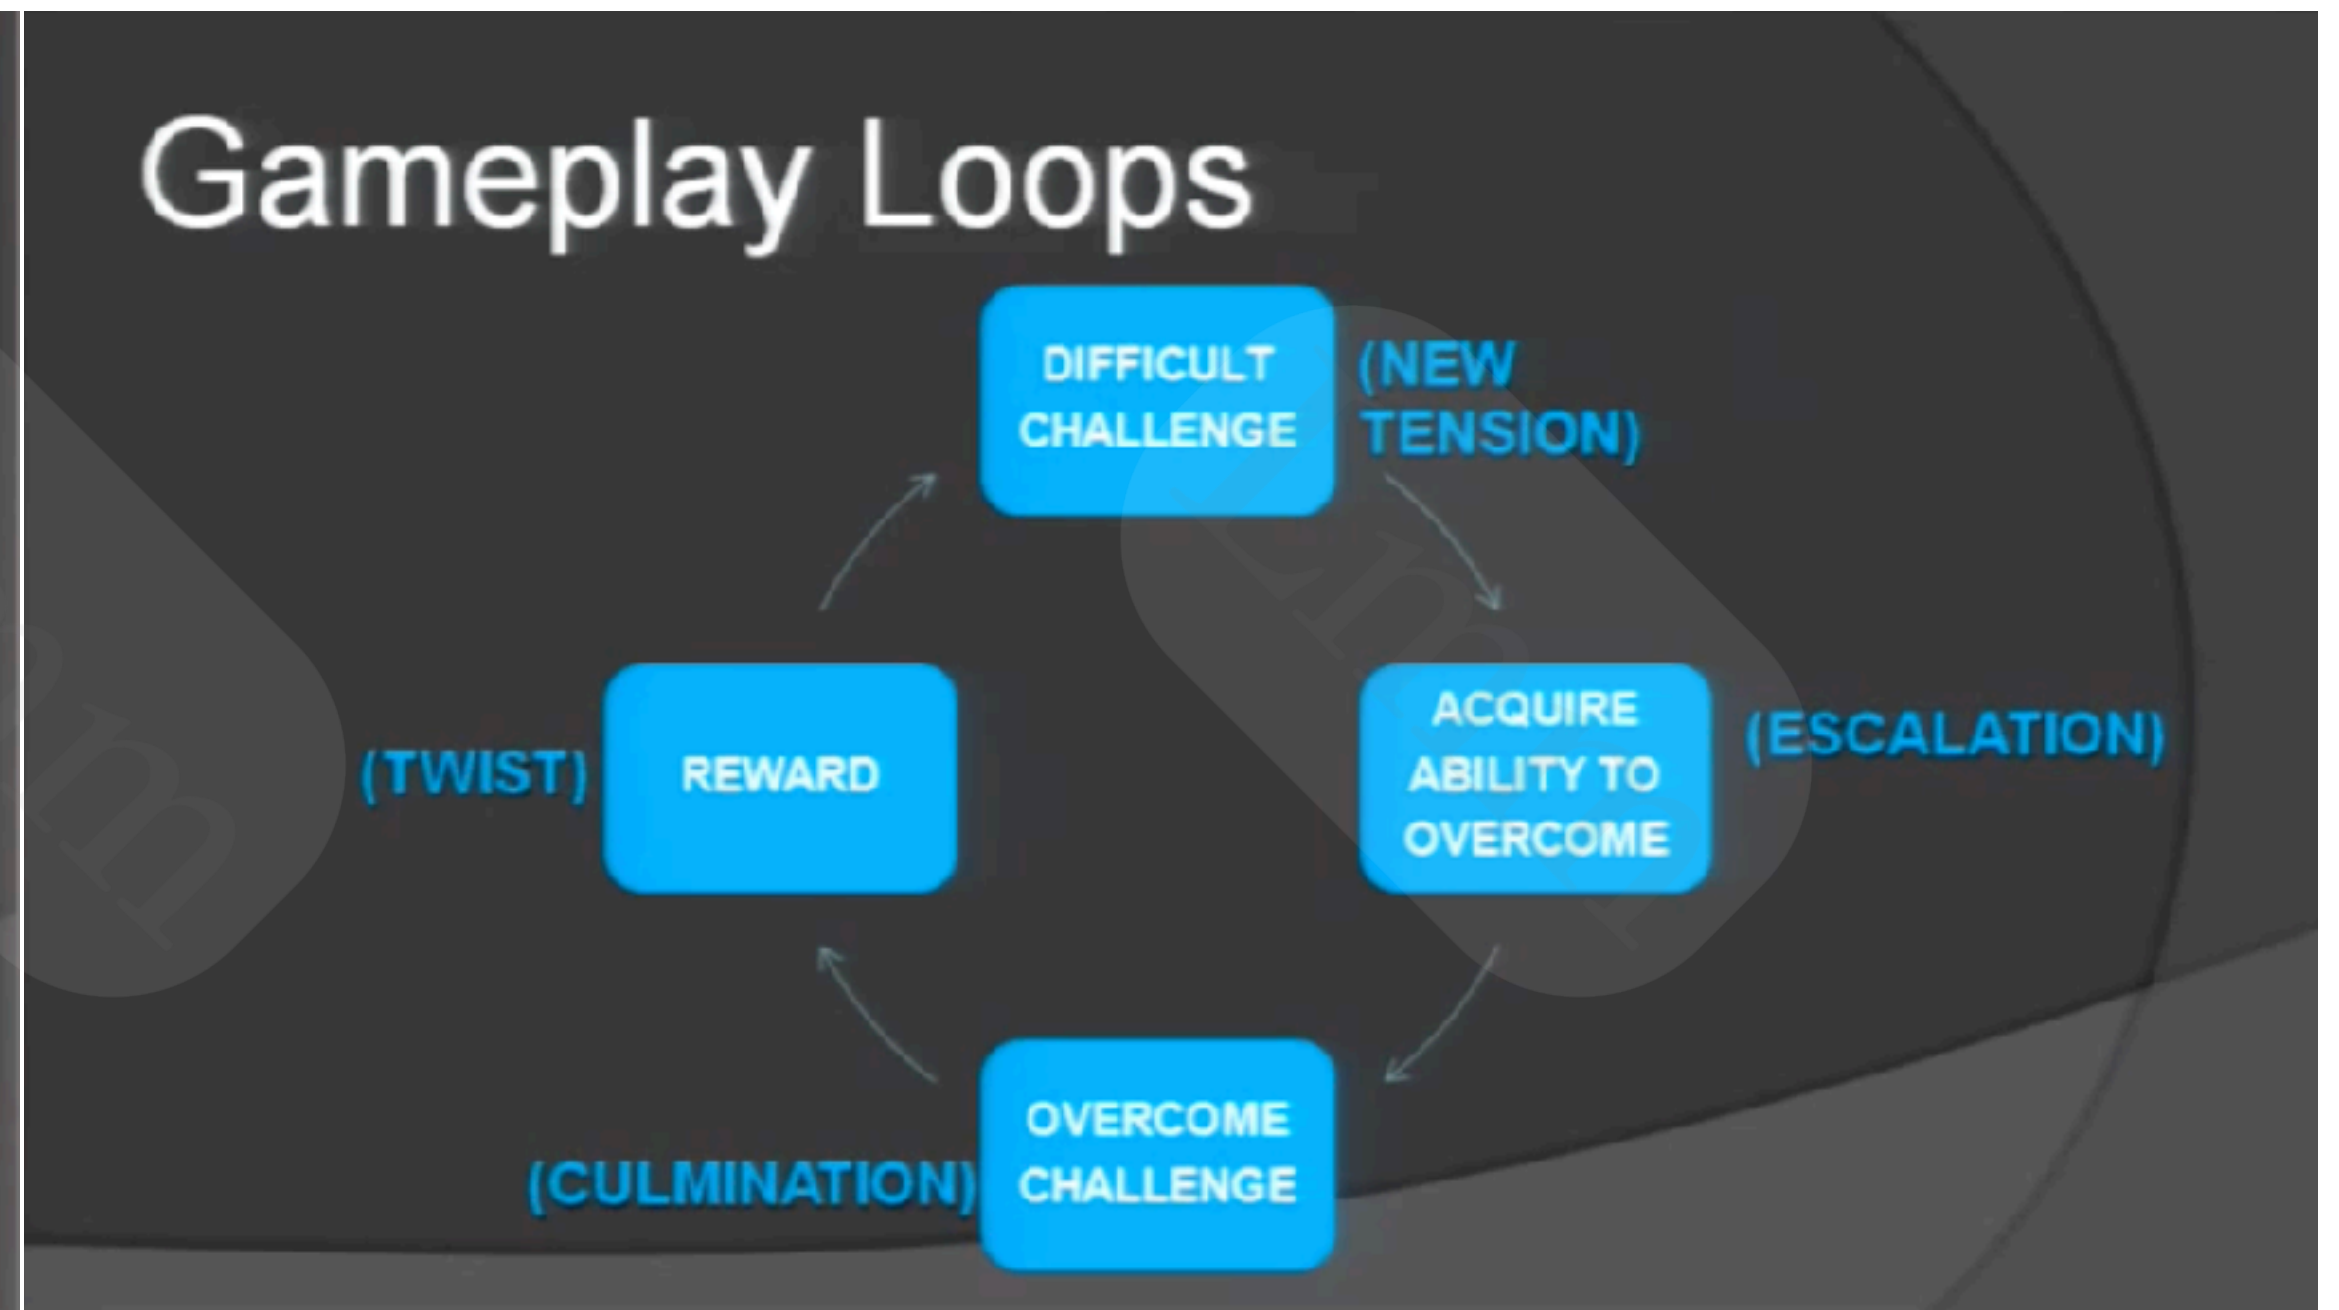 Gameplay Loops
DIFFICULT
CHALLENGE
(NEW
TENSION)
ACQUIRE
ABILITY TO
OVERCOME
(ESCALATION)
OVERCOME
CHALLENGE
(CULMINATION)
REWARD
(TWIST)